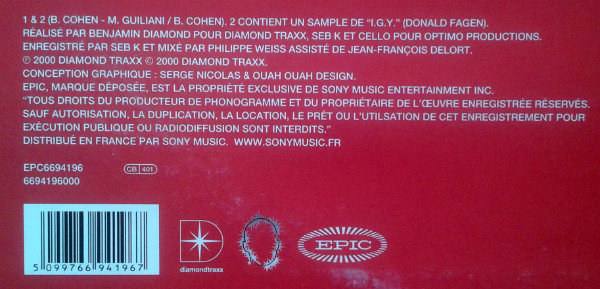 1 & 2 (B. COHEN - M. GUILIANI / B. COHEN). 2 CONTIENT UN SAMPLE DE "I.G.Y." (DONALD FAGEN).
RÉALISÉ PAR BENJAMIN DIAMOND POUR DIAMOND TRAXX, SEB K ET CELLO POUR OPTIMO PRODUCTIONS.
ENREGISTRÉ PAR SEB K ET MIXÉ PAR PHILIPPE WEISS ASSISTÉ DE JEAN-FRANÇOIS DELORT.
℗ 2000 DIAMOND TRAXX © 2000 DIAMOND TRAXX.
CONCEPTION GRAPHIQUE : SERGE NICOLAS & OUAH OUAH DESIGN.
EPIC, MARQUE DÉPOSÉE, EST LA PROPRIÉTÉ EXCLUSIVE DE SONY MUSIC ENTERTAINMENT INC.
"TOUS DROITS DU PRODUCTEUR DE PHONOGRAMME ET DU PROPRIÉTAIRE DE L'ŒUVRE ENREGISTRÉE RÉSERVÉS.
SAUF AUTORISATION, LA DUPLICATION, LA LOCATION, LE PRÊT OU L'UTILSATION DE CET ENREGISTREMENT POUR
EXÉCUTION PUBLIQUE OU RADIODIFFUSION SONT INTERDITS."
DISTRIBUÉ EN FRANCE PAR SONY MUSIC. WWW.SONYMUSIC.FR
EPC6694196 CB 401
6694196000
5 099766 941967
diamondtraxx
EPIC